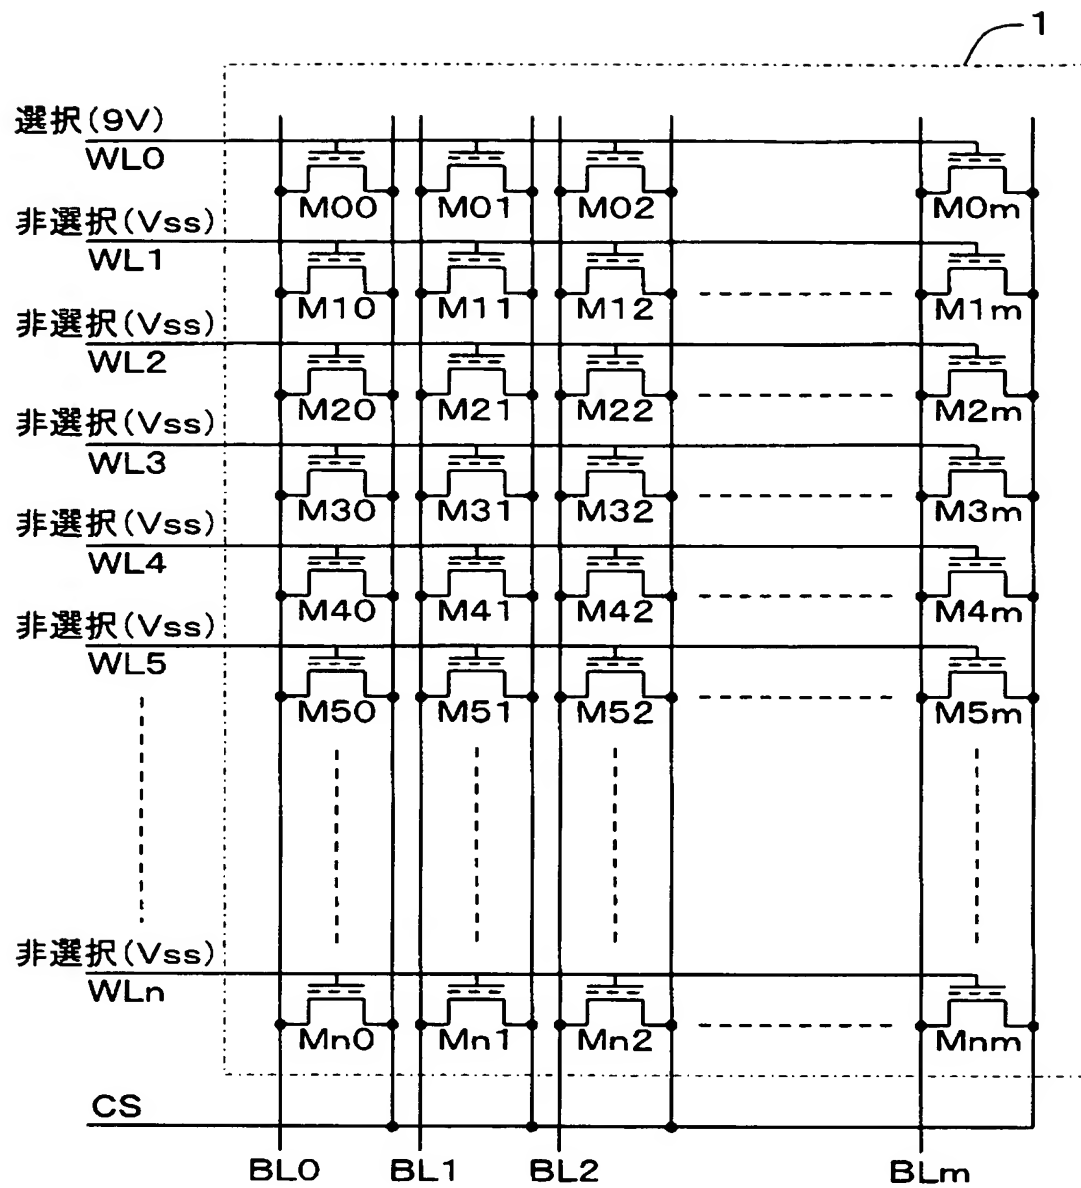 1
選択(9V)
WL0
M00 M01 M02 M0m
非選択(Vss)
WL1
M10 M11 M12 M1m
非選択(Vss)
WL2
M20 M21 M22 M2m
非選択(Vss)
WL3
M30 M31 M32 M3m
非選択(Vss)
WL4
M40 M41 M42 M4m
非選択(Vss)
WL5
M50 M51 M52 M5m
非選択(Vss)
WLn
Mn0 Mn1 Mn2 Mnm
CS
BL0 BL1 BL2 BLm